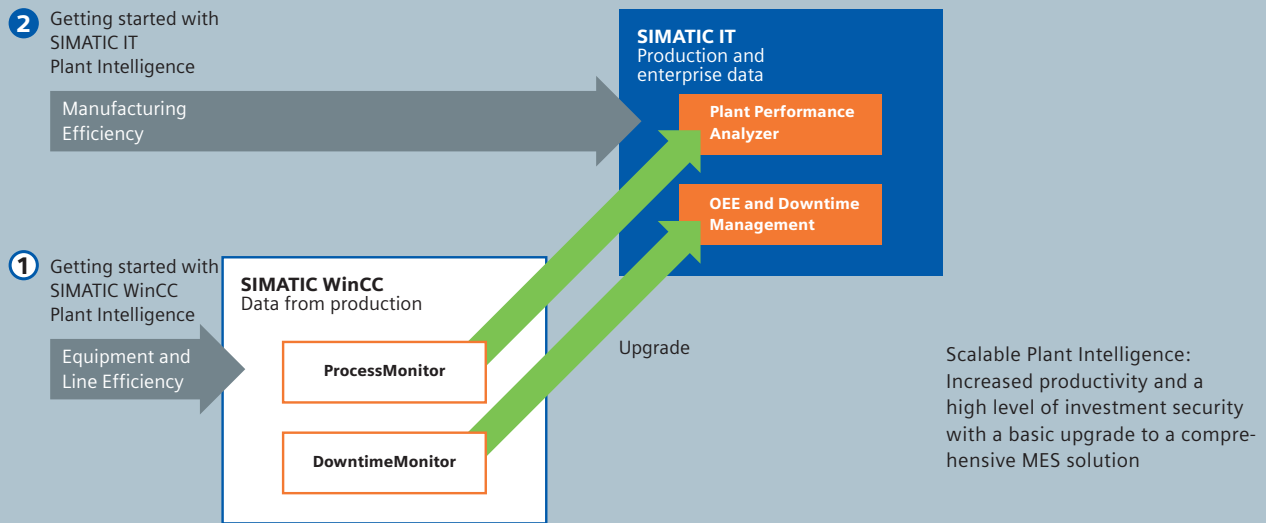 2
Getting started with
SIMATIC IT
Plant Intelligence
Manufacturing
Efficiency
SIMATIC IT
Production and
enterprise data
Plant Performance
Analyzer
OEE and Downtime
Management
1
Getting started with
SIMATIC WinCC
Plant Intelligence
Equipment and
Line Efficiency
SIMATIC WinCC
Data from production
ProcessMonitor
DowntimeMonitor
Upgrade
Scalable Plant Intelligence:
Increased productivity and a
high level of investment security
with a basic upgrade to a compre-
hensive MES solution